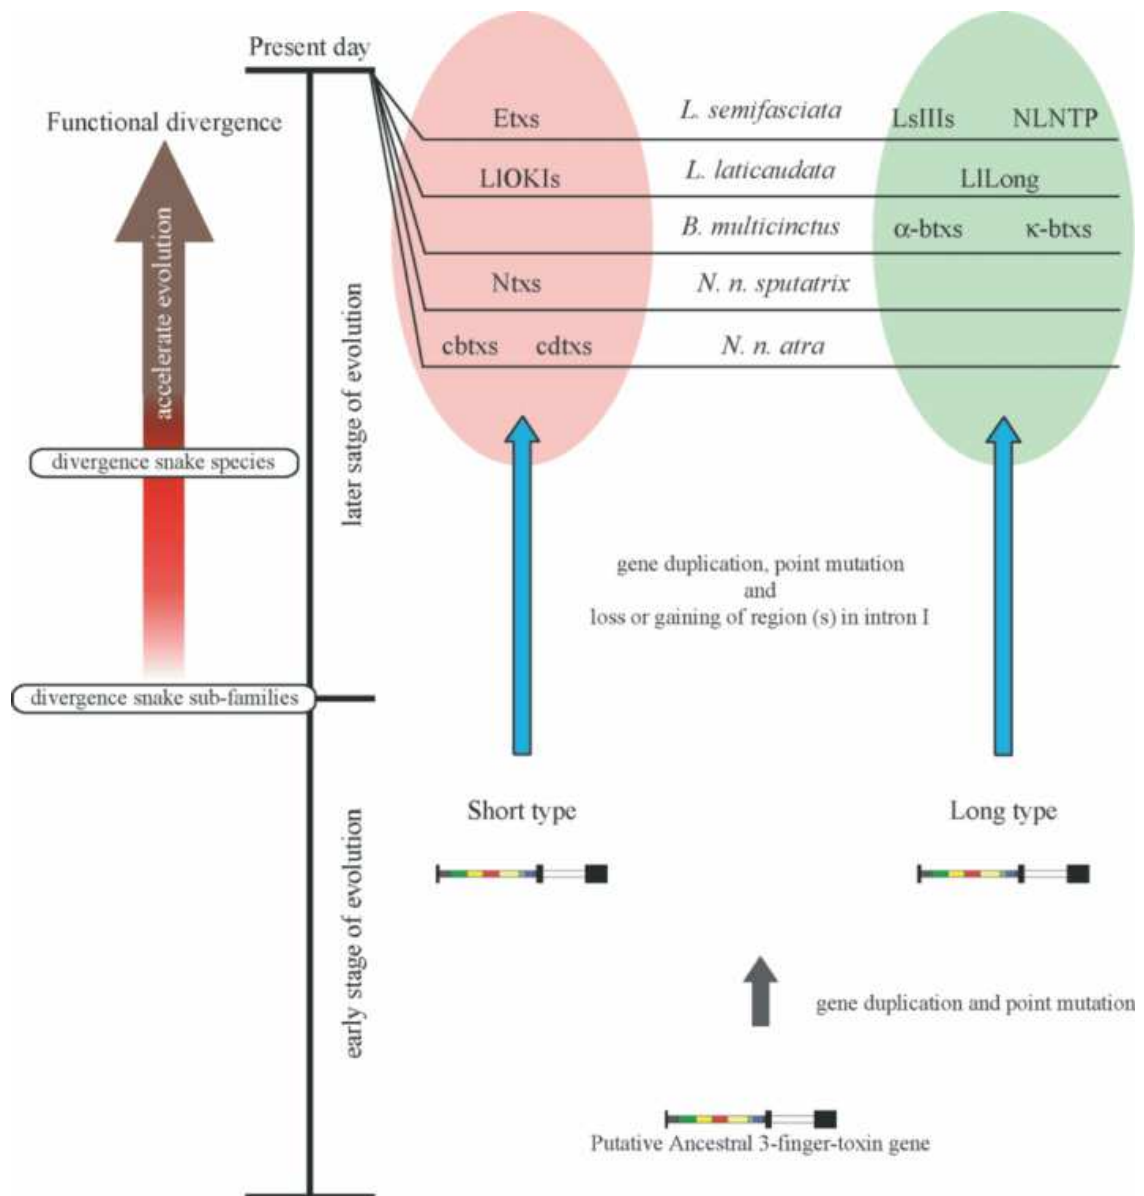 Present day
Functional divergence
accelerate evolution
divergence snake species
divergence snake sub-families
later satge of evolution
early stage of evolution
Etxs L. semifasciata LsIIIs NLNTP
LlOKIs L. laticaudata LlLong
B. multicinctus α-btxs κ-btxs
Ntxs N. n. sputatrix
cbtxs cdtxs N. n. atra
gene duplication, point mutation
and
loss or gaining of region (s) in intron I
Short type Long type
gene duplication and point mutation
Putative Ancestral 3-finger-toxin gene